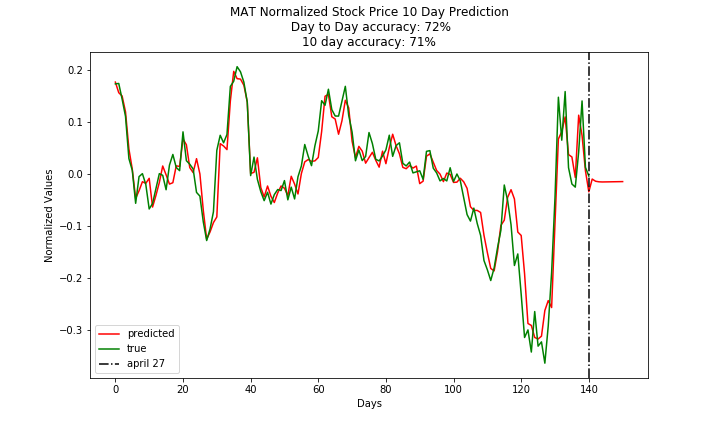 MAT Normalized Stock Price 10 Day Prediction
Day to Day accuracy: 72%
10 day accuracy: 71%
0.2
0.1
0.0
−0.1
−0.2
−0.3
Normalized Values
predicted
true
april 27
0 20 40 60 80 100 120 140
Days